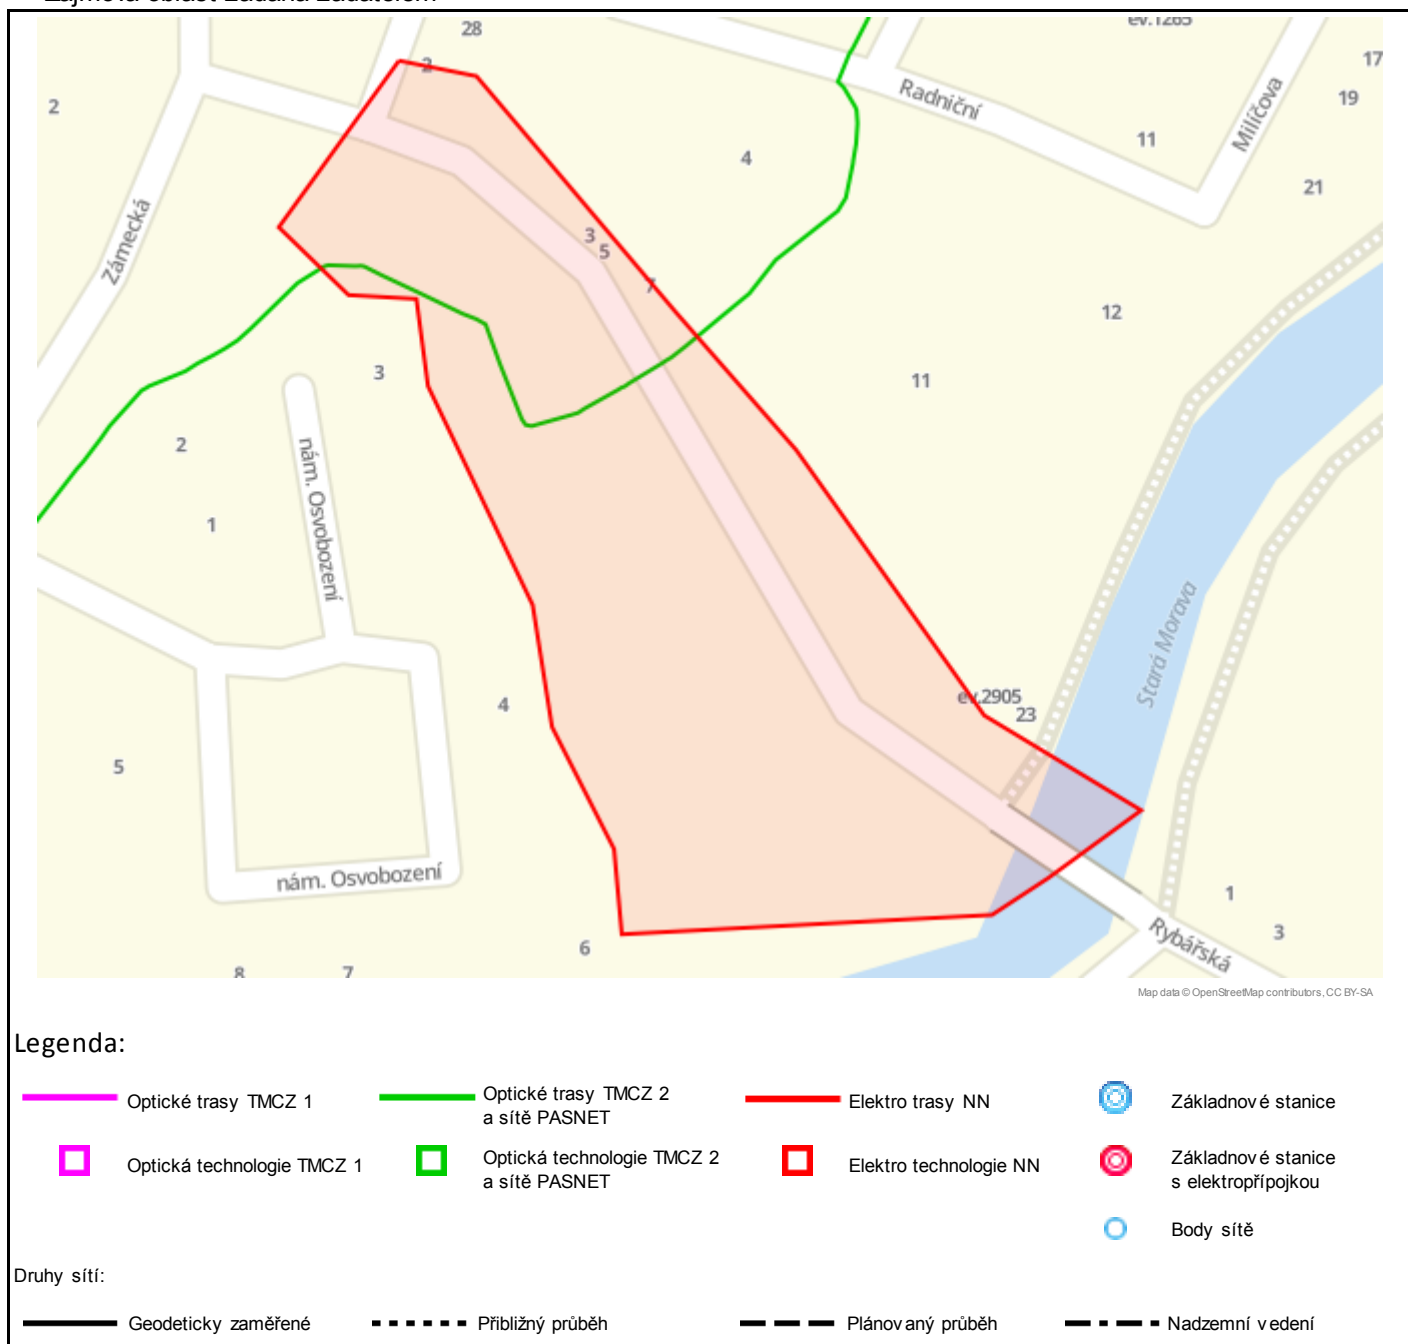 Zájmová oblast zadaná žadatelem
28
ev.1265
2
17
2
Radniční
19
Milíčova
11
4
21
Zámecká
3
5
7
12
3
11
2
nám. Osvobození
1
Stará Morava
ev.2905
4
23
5
nám. Osvobození
1
6
Rybářská
3
8
7
Map data © OpenStreetMap contributors, CC BY-SA
Legenda:
Optické trasy TMCZ 1
Optické trasy TMCZ 2
a sítě PASNET
Elektro trasy NN
Základnové stanice
Optická technologie TMCZ 1
Optická technologie TMCZ 2
a sítě PASNET
Elektro technologie NN
Základnové stanice
s elektropřípojkou
Body sítě
Druhy sítí:
Geodeticky zaměřené
Přibližný průběh
Plánovaný průběh
Nadzemní vedení